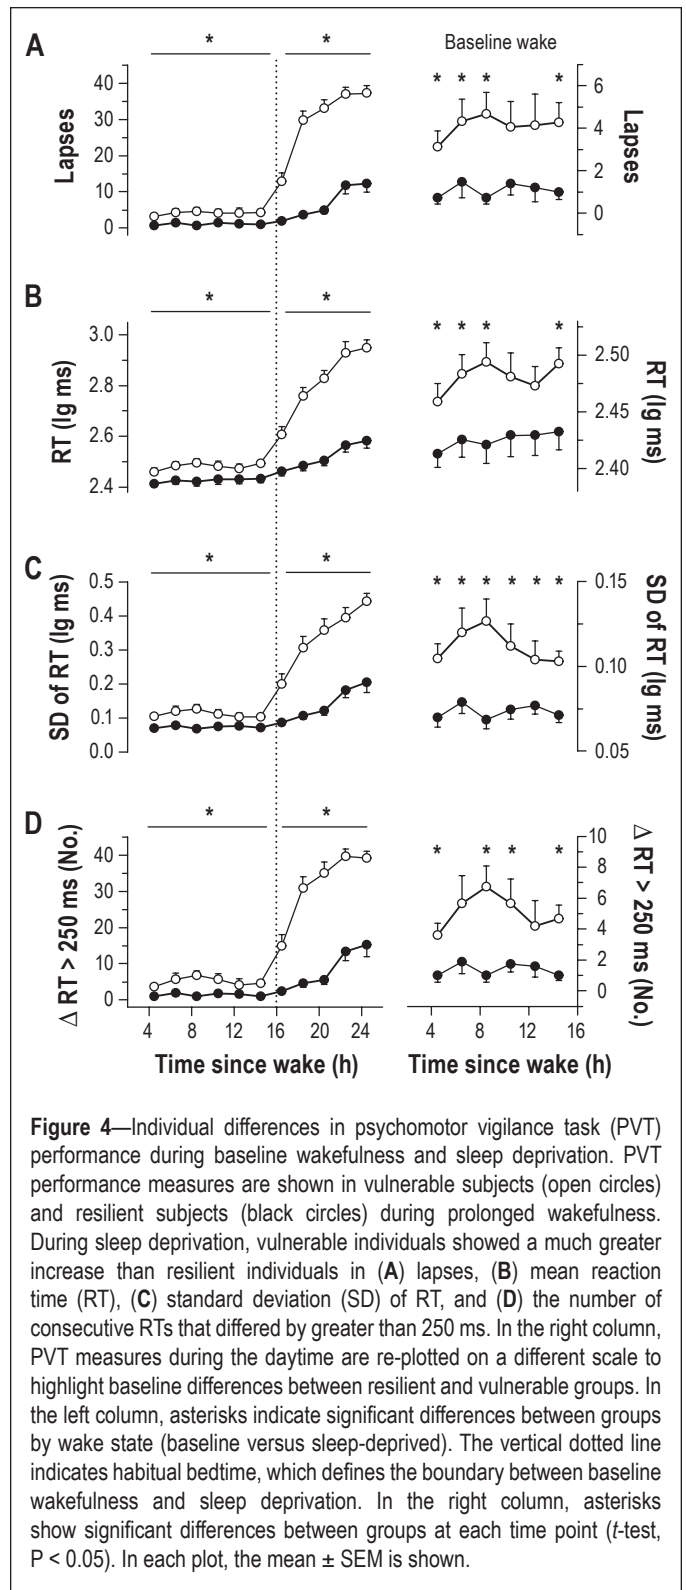 A
*
*
Baseline wake
* * * *
Lapses
40
30
20
10
0
6
4
2
0
Lapses
B
*
*
* * * *
RT (lg ms)
3.0
2.8
2.6
2.4
2.50
2.45
2.40
RT (lg ms)
C
*
*
* * * * * *
SD of RT (lg ms)
0.5
0.4
0.3
0.2
0.1
0.0
0.15
0.10
0.05
SD of RT (lg ms)
D
*
*
* * * *
Δ RT > 250 ms (No.)
40
30
20
10
0
10
8
6
4
2
0
Δ RT > 250 ms (No.)
4 8 12 16 20 24
4 8 12 16
Time since wake (h)
Time since wake (h)
Figure 4—Individual differences in psychomotor vigilance task (PVT)
performance during baseline wakefulness and sleep deprivation. PVT
performance measures are shown in vulnerable subjects (open circles)
and resilient subjects (black circles) during prolonged wakefulness.
During sleep deprivation, vulnerable individuals showed a much greater
increase than resilient individuals in (A) lapses, (B) mean reaction
time (RT), (C) standard deviation (SD) of RT, and (D) the number of
consecutive RTs that differed by greater than 250 ms. In the right column,
PVT measures during the daytime are re-plotted on a different scale to
highlight baseline differences between resilient and vulnerable groups. In
the left column, asterisks indicate significant differences between groups
by wake state (baseline versus sleep-deprived). The vertical dotted line
indicates habitual bedtime, which defines the boundary between baseline
wakefulness and sleep deprivation. In the right column, asterisks
show significant differences between groups at each time point (t-test,
P < 0.05). In each plot, the mean ± SEM is shown.